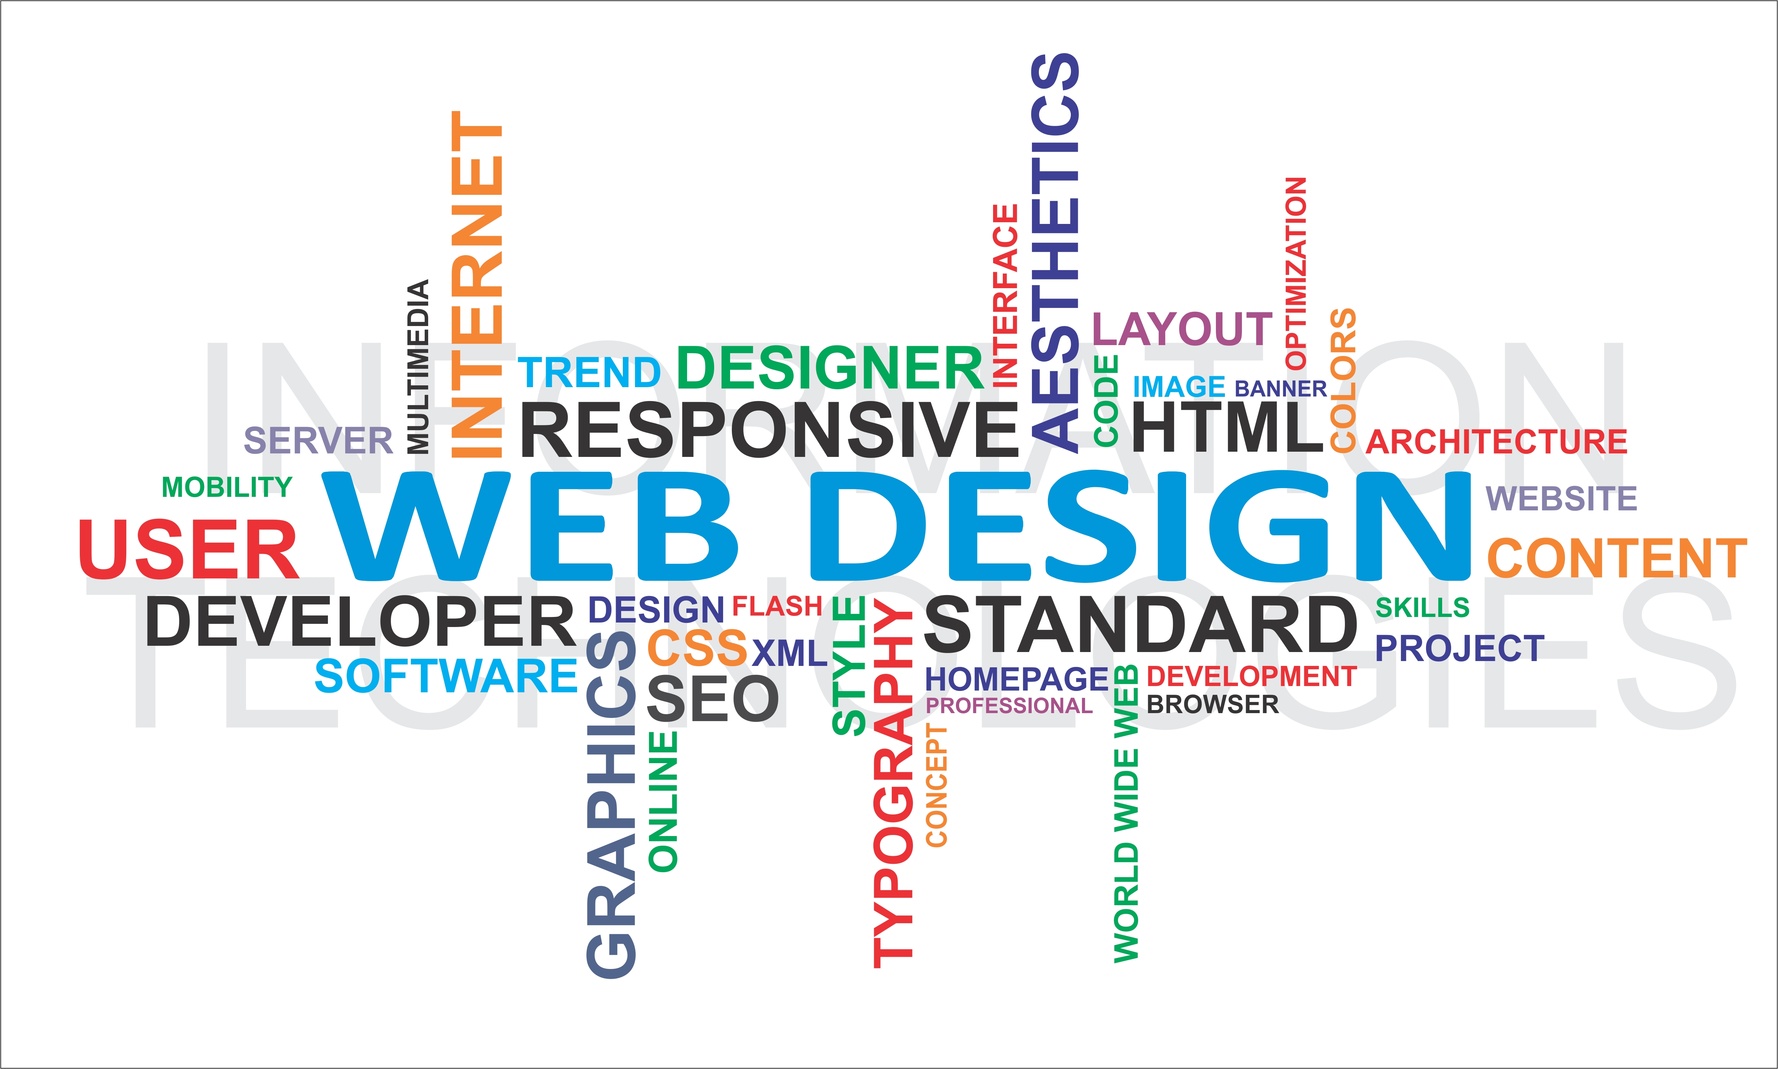 INFORMATION
TECHNOLOGIES
AESTHETICS
INTERNET
OPTIMIZATION
INTERFACE
MULTIMEDIA
COLORS
LAYOUT
TREND
DESIGNER
CODE
IMAGE
BANNER
SERVER
RESPONSIVE
HTML
ARCHITECTURE
MOBILITY
WEB DESIGN
WEBSITE
USER
CONTENT
DEVELOPER
DESIGN
FLASH
STYLE
TYPOGRAPHY
STANDARD
SKILLS
GRAPHICS
CSS
XML
PROJECT
SOFTWARE
SEO
HOMEPAGE
WORLD WIDE WEB
DEVELOPMENT
PROFESSIONAL
BROWSER
ONLINE
CONCEPT